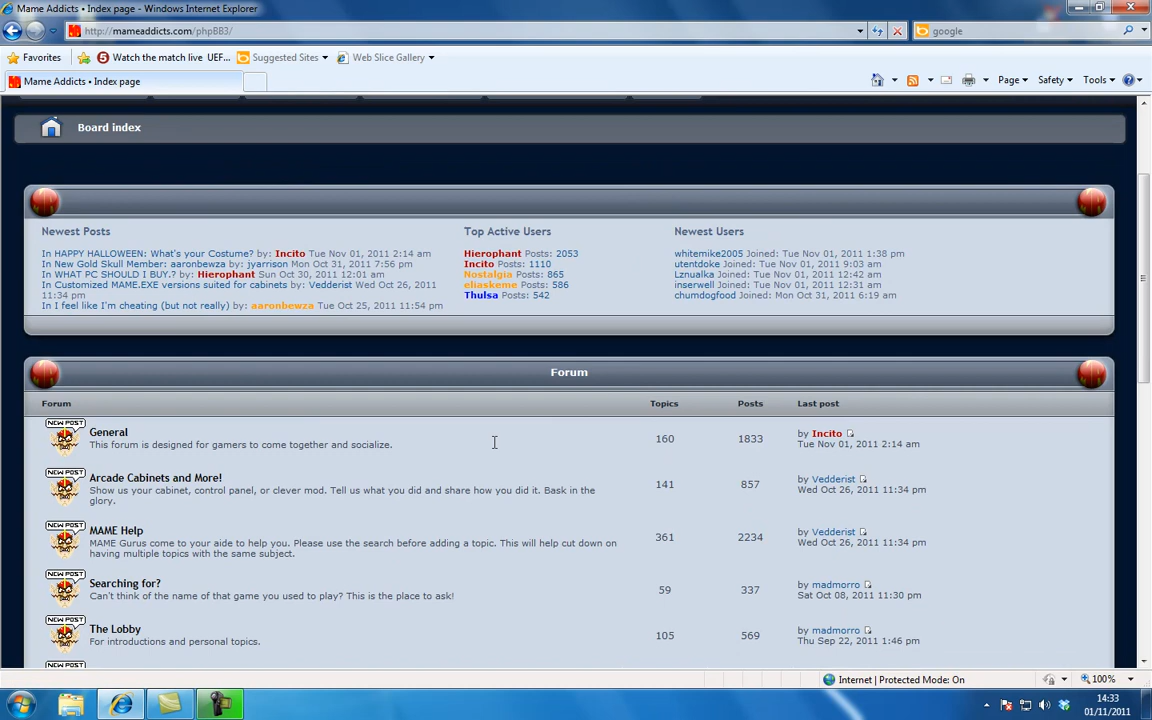 Mame Addicts • Index page - Windows Internet Explorer
http://mameaddicts.com/phpBB3/
google
Favorites
Watch the match live UEF...
Suggested Sites
Web Slice Gallery
Mame Addicts • Index page
Page
Safety
Tools
Board index
Newest Posts
Top Active Users
Newest Users
In HAPPY HALLOWEEN: What's your Costume? by: Incito Tue Nov 01, 2011 2:14 am
In New Gold Skull Member: aaronbewza by: jyarrison Mon Oct 31, 2011 7:56 pm
In WHAT PC SHOULD I BUY.? by: Hierophant Sun Oct 30, 2011 12:01 am
In Customized MAME.EXE versions suited for cabinets by: Vedderist Wed Oct 26, 2011
11:34 pm
In I feel like I'm cheating (but not really) by: aaronbewza Tue Oct 25, 2011 11:54 pm
Hierophant Posts: 2053
Incito Posts: 1110
Nostalgia Posts: 865
eliaskeme Posts: 586
Thulsa Posts: 542
whitemike2005 Joined: Tue Nov 01, 2011 1:38 pm
utentdoke Joined: Tue Nov 01, 2011 9:03 am
Lznualka Joined: Tue Nov 01, 2011 12:42 am
inserwell Joined: Tue Nov 01, 2011 12:31 am
chumdogfood Joined: Mon Oct 31, 2011 6:19 am
Forum
Forum Topics Posts Last post
NEW POST
General
This forum is designed for gamers to come together and socialize.
160 1833
by Incito
Tue Nov 01, 2011 2:14 am
NEW POST
Arcade Cabinets and More!
Show us your cabinet, control panel, or clever mod. Tell us what you did and share how you did it. Bask in the
glory.
141 857
by Vedderist
Wed Oct 26, 2011 11:34 pm
NEW POST
MAME Help
MAME Gurus come to your aide to help you. Please use the search before adding a topic. This will help cut down on
having multiple topics with the same subject.
361 2234
by Vedderist
Wed Oct 26, 2011 11:34 pm
NEW POST
Searching for?
Can't think of the name of that game you used to play? This is the place to ask!
59 337
by madmorro
Sat Oct 08, 2011 11:30 pm
NEW POST
The Lobby
For introductions and personal topics.
105 569
by madmorro
Thu Sep 22, 2011 1:46 pm
NEW POST
Internet | Protected Mode: On
100%
14:33
01/11/2011